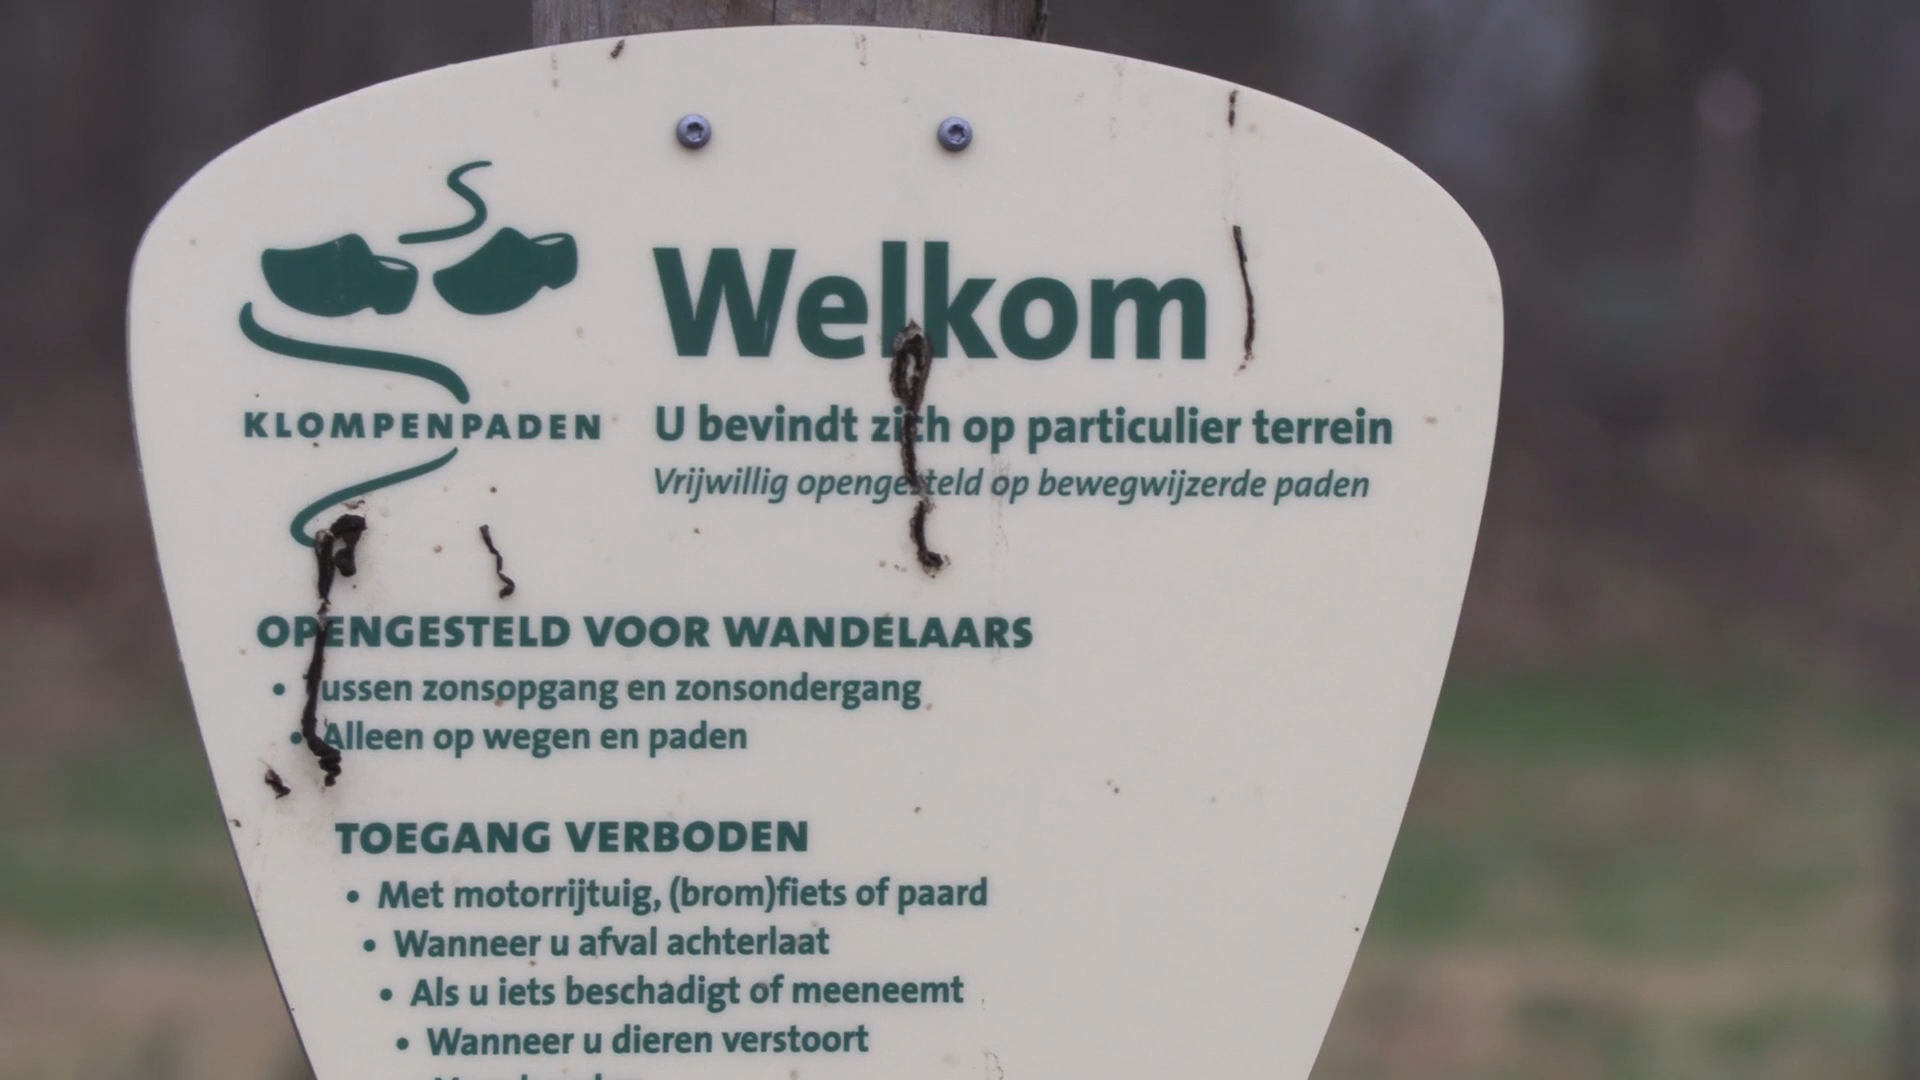 Welkom
KLOMPENPADEN
U bevindt zich op particulier terrein
Vrijwillig opengesteld op bewegwijzerde paden
OPENGESTELD VOOR WANDELAARS
• Tussen zonsopgang en zonsondergang
• Alleen op wegen en paden
TOEGANG VERBODEN
• Met motorrijtuig, (brom)fiets of paard
• Wanneer u afval achterlaat
• Als u iets beschadigt of meeneemt
• Wanneer u dieren verstoort